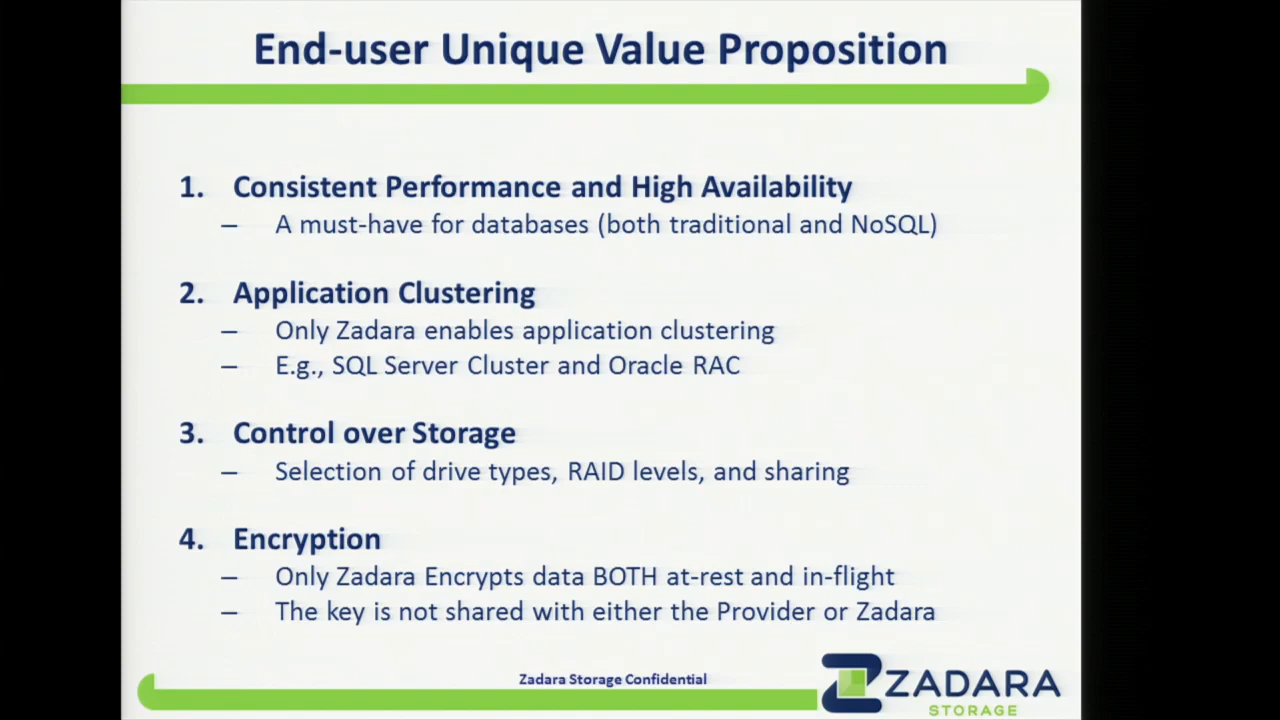 End-user Unique Value Proposition
1. Consistent Performance and High Availability
– A must-have for databases (both traditional and NoSQL)
2. Application Clustering
– Only Zadara enables application clustering
– E.g., SQL Server Cluster and Oracle RAC
3. Control over Storage
– Selection of drive types, RAID levels, and sharing
4. Encryption
– Only Zadara Encrypts data BOTH at-rest and in-flight
– The key is not shared with either the Provider or Zadara
Zadara Storage Confidential
ZADARA
STORAGE